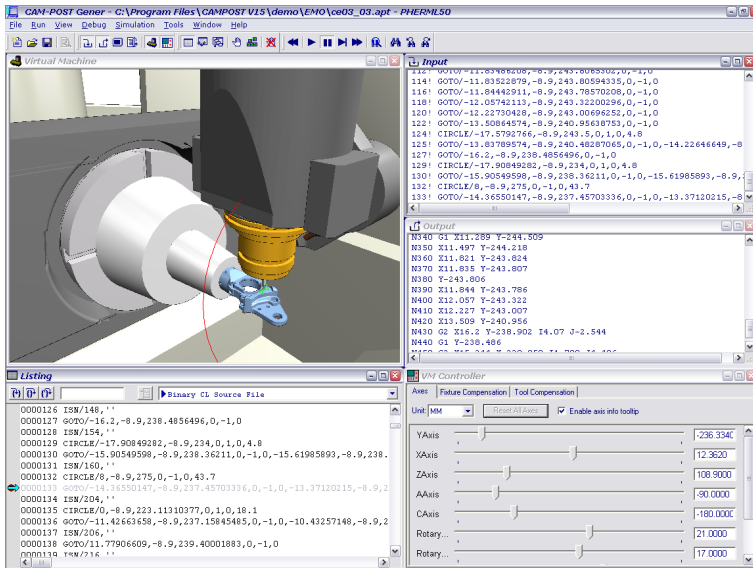 CAM-POST Gener - C:\Program Files\CAMPOST V15\demo\EMO\ce03_03.apt - PHERML50
File Run View Debug Simulation Tools Window Help
Virtual Machine
Input
112! GOTO/-11.83486208,-8.9,243.8065302,0,-1,0
114! GOTO/-11.83522879,-8.9,243.80594335,0,-1,0
116! GOTO/-11.84442911,-8.9,243.78570208,0,-1,0
118! GOTO/-12.05742113,-8.9,243.32200296,0,-1,0
120! GOTO/-12.22730428,-8.9,243.00696252,0,-1,0
122! GOTO/-13.50864574,-8.9,240.95638753,0,-1,0
124! CIRCLE/-17.5792766,-8.9,243.5,0,1,0,4.8
125! GOTO/-13.83789574,-8.9,240.48287065,0,-1,0,-14.22646649,-8
127! GOTO/-16.2,-8.9,238.4856496,0,-1,0
129! CIRCLE/-17.90849282,-8.9,234,0,1,0,4.8
130! GOTO/-15.90549598,-8.9,238.36211,0,-1,0,-15.61985893,-8.9,
132! CIRCLE/8,-8.9,275,0,-1,0,43.7
133! GOTO/-14.36550147,-8.9,237.45703336,0,-1,0,-13.37120215,-8
Output
N340 G1 X11.289 Y-244.509
N350 X11.497 Y-244.218
N360 X11.821 Y-243.824
N370 X11.835 Y-243.807
N380 Y-243.806
N390 X11.844 Y-243.786
N400 X12.057 Y-243.322
N410 X12.227 Y-243.007
N420 X13.509 Y-240.956
N430 G2 X16.2 Y-238.902 I4.07 J-2.544
N440 G1 Y-238.486
Listing
Binary CL Source File
0000126 ISN/148,''
0000127 GOTO/-16.2,-8.9,238.4856496,0,-1,0
0000128 ISN/154,''
0000129 CIRCLE/-17.90849282,-8.9,234,0,1,0,4.8
0000130 GOTO/-15.90549598,-8.9,238.36211,0,-1,0,-15.61985893,-8.9,238.
0000131 ISN/160,''
0000132 CIRCLE/8,-8.9,275,0,-1,0,43.7
0000133 GOTO/-14.36550147,-8.9,237.45703336,0,-1,0,-13.37120215,-8.9,2
0000134 ISN/204,''
0000135 CIRCLE/0,-8.9,223.11310377,0,1,0,18.1
0000136 GOTO/-11.42663658,-8.9,237.15845485,0,-1,0,-10.43257148,-8.9,2
0000137 ISN/206,''
0000138 GOTO/11.77906609,-8.9,239.40001883,0,-1,0
0000139 ISN/216,''
VM Controller
Axes Fixture Compensation Tool Compensation
Unit: MM Reset All Axes Enable axis into tooltip
YAxis -236.334(
XAxis 12.3620
ZAxis 108.9000
AAxis -90.0000
CAxis -180.000(
Rotary... 21.0000
Rotary... 17.0000